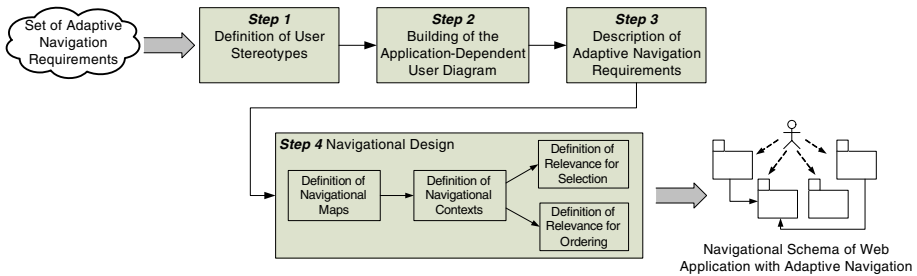 Set of Adaptive
Navigation
Requirements
Step 1
Definition of User
Stereotypes
Step 2
Building of the
Application-Dependent
User Diagram
Step 3
Description of
Adaptive Navigation
Requirements
Step 4 Navigational Design
Definition of
Navigational
Maps
Definition of
Navigational
Contexts
Definition of
Relevance for
Selection
Definition of
Relevance for
Ordering
Navigational Schema of Web
Application with Adaptive Navigation